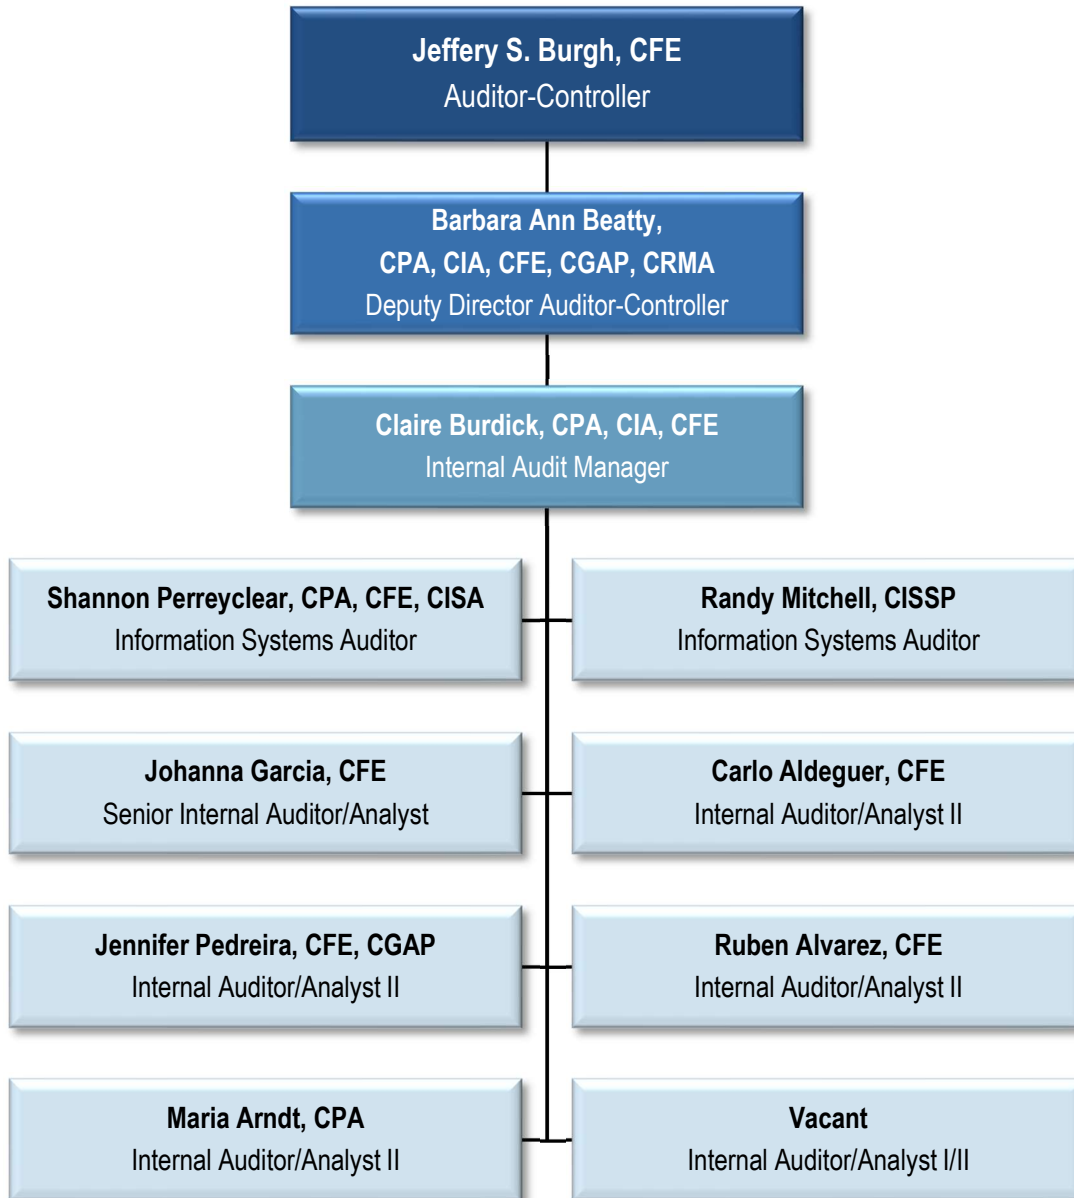 Jeffery S. Burgh, CFE
Auditor-Controller
Barbara Ann Beatty,
CPA, CIA, CFE, CGAP, CRMA
Deputy Director Auditor-Controller
Claire Burdick, CPA, CIA, CFE
Internal Audit Manager
Shannon Perreyclear, CPA, CFE, CISA
Information Systems Auditor
Randy Mitchell, CISSP
Information Systems Auditor
Johanna Garcia, CFE
Senior Internal Auditor/Analyst
Carlo Aldeguer, CFE
Internal Auditor/Analyst II
Jennifer Pedreira, CFE, CGAP
Internal Auditor/Analyst II
Ruben Alvarez, CFE
Internal Auditor/Analyst II
Maria Arndt, CPA
Internal Auditor/Analyst II
Vacant
Internal Auditor/Analyst I/II